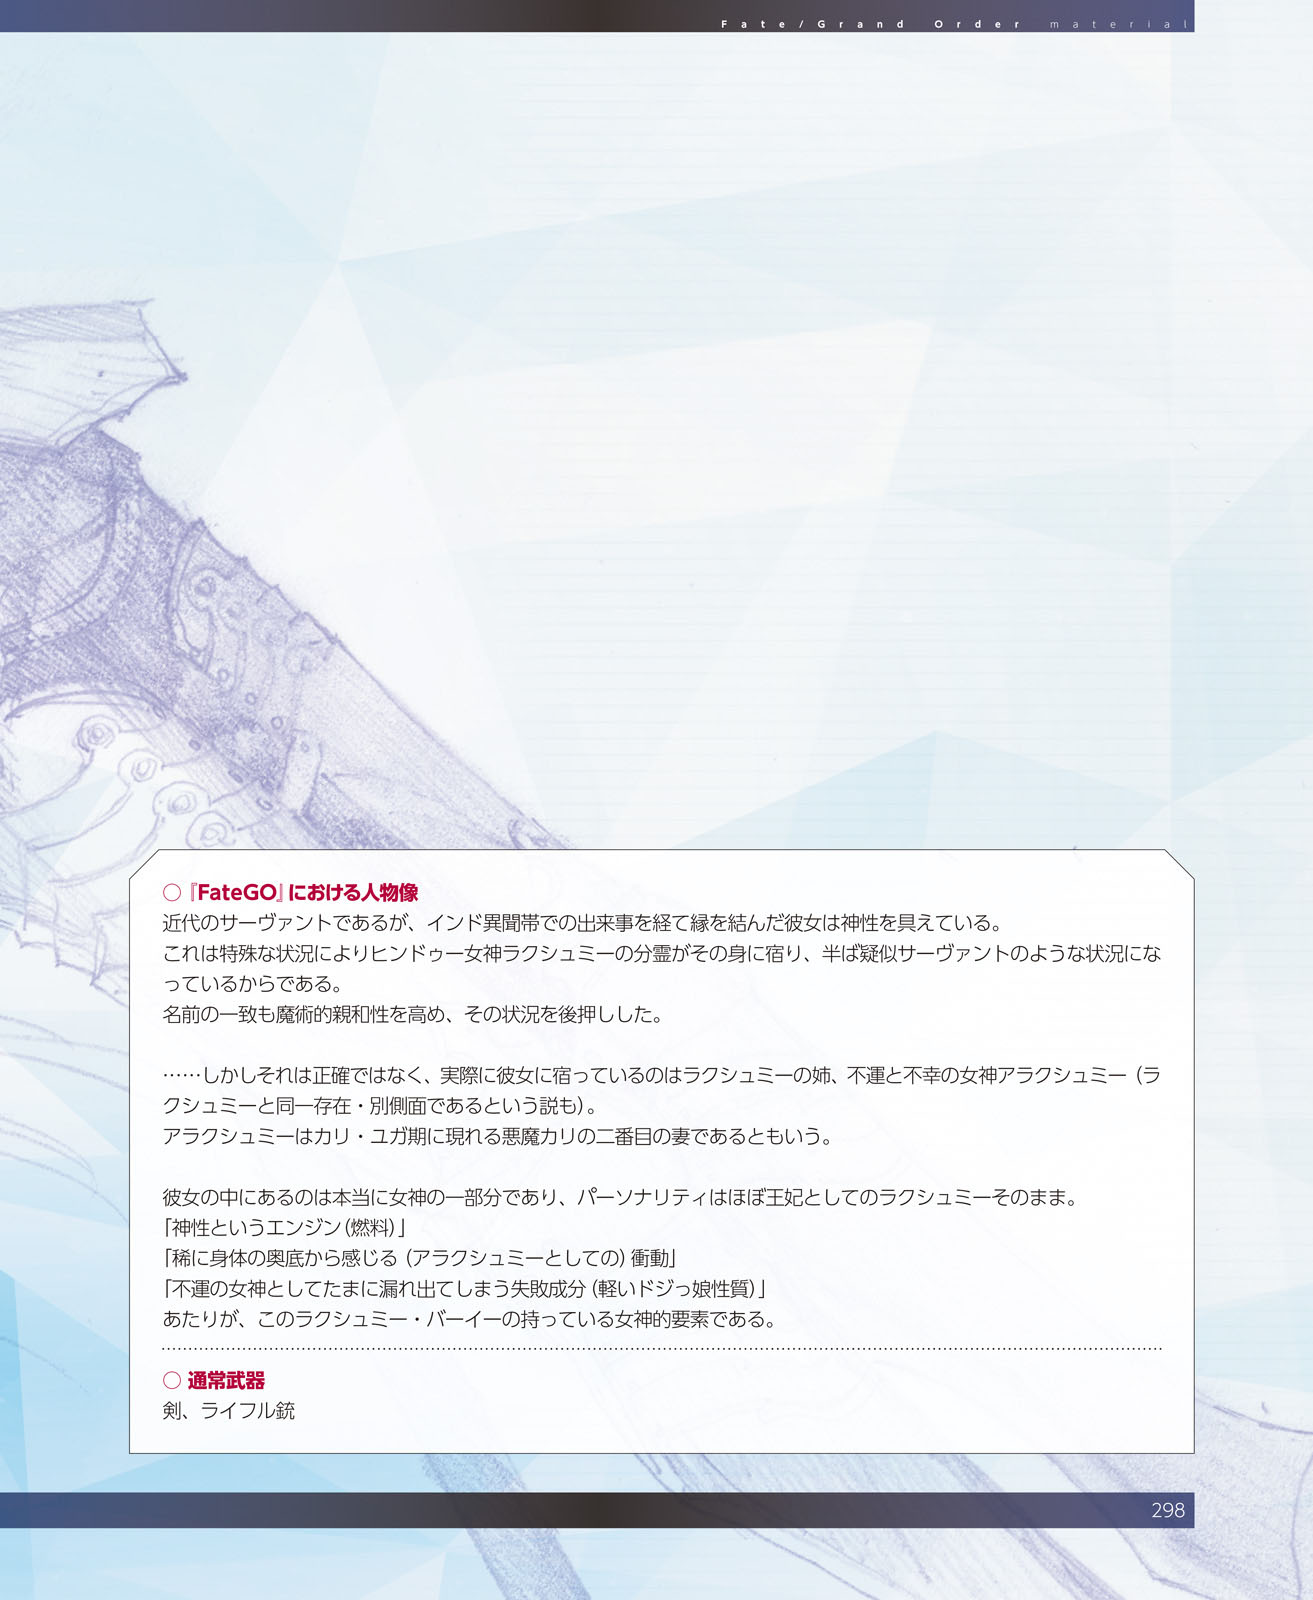 Fate/Grand Order material
○『FateGO』における人物像
近代のサーヴァントであるが、インド異聞帯での出来事を経て縁を結んだ彼女は神性を具えている。
これは特殊な状況によりヒンドゥー女神ラクシュミーの分霊がその身に宿り、半ば疑似サーヴァントのような状況にな
っているからである。
名前の一致も魔術的親和性を高め、その状況を後押しした。
……しかしそれは正確ではなく、実際に彼女に宿っているのはラクシュミーの姉、不運と不幸の女神アラクシュミー（ラ
クシュミーと同一存在・別側面であるという説も）。
アラクシュミーはカリ・ユガ期に現れる悪魔カリの二番目の妻であるともいう。
彼女の中にあるのは本当に女神の一部分であり、パーソナリティはほぼ王妃としてのラクシュミーそのまま。
「神性というエンジン（燃料）」
「稀に身体の奥底から感じる（アラクシュミーとしての）衝動」
「不運の女神としてたまに漏れ出てしまう失敗成分（軽いドジっ娘性質）」
あたりが、このラクシュミー・バーイーの持っている女神的要素である。
○ 通常武器
剣、ライフル銃
298